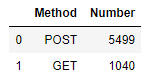 Method Number
0 POST 5499
1 GET 1040